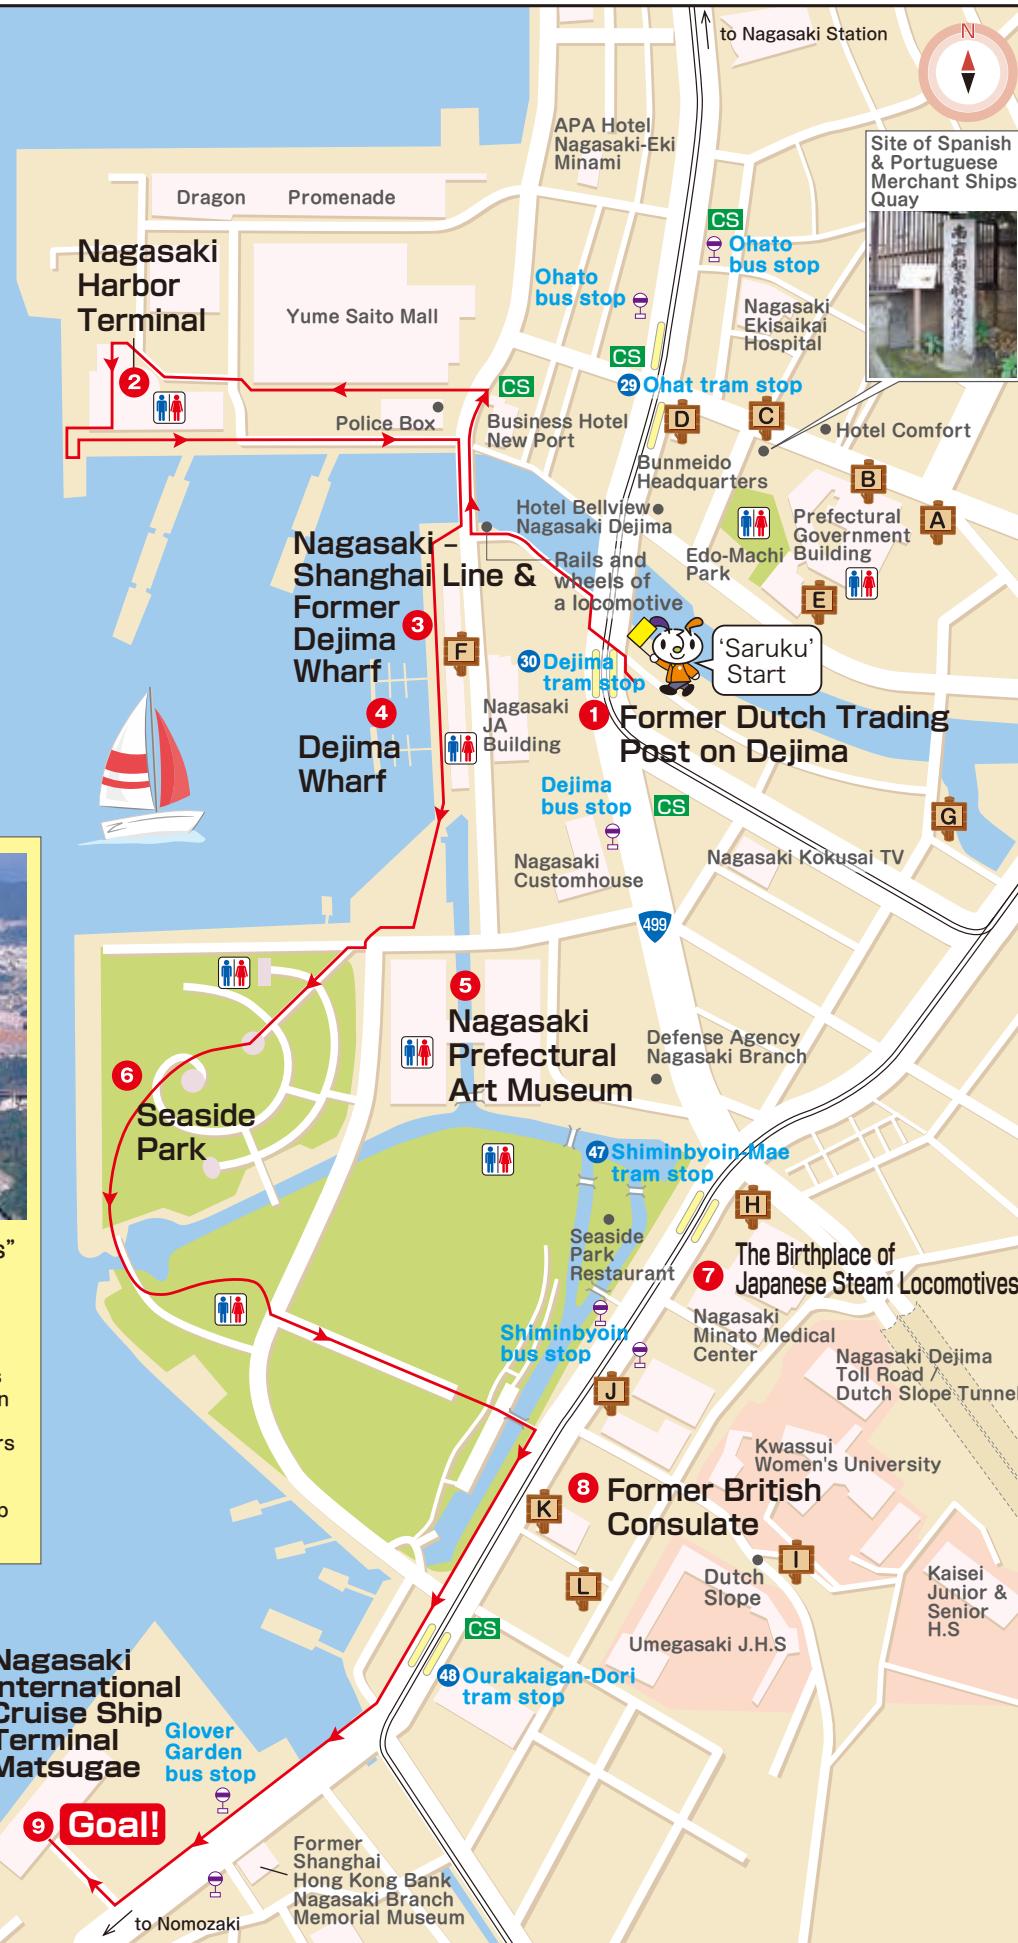 to Nagasaki Station
N
APA Hotel
Nagasaki-Eki
Minami
Site of Spanish
& Portuguese
Merchant Ships
Quay
Dragon Promenade
CS
Ohato
bus stop
Nagasaki
Harbor
Terminal
Ohato
bus stop
Yume Saito Mall
Nagasaki
Ekisaikai
Hospital
CS
29 Ohat tram stop
2
CS
Police Box
Business Hotel
New Port
D
C
Hotel Comfort
Bunmeido
Headquarters
B
A
Hotel Bellview
Nagasaki Dejima
Prefectural
Government
Building
Edo-Machi
Park
E
Nagasaki –
Shanghai Line &
Former
Dejima
Wharf
3
Rails and
wheels of
a locomotive
F
'Saruku'
Start
30 Dejima
tram stop
4
Dejima
Wharf
Nagasaki
JA
Building
1
Former Dutch Trading
Post on Dejima
Dejima
bus stop
CS
G
Nagasaki
Customhouse
Nagasaki Kokusai TV
499
5
Nagasaki
Prefectural
Art Museum
Defense Agency
Nagasaki Branch
6
Seaside
Park
47 Shiminbyoin-Mae
tram stop
H
Seaside
Park
Restaurant
7
The Birthplace of
Japanese Steam Locomotives
s”
Shiminbyoin
bus stop
Nagasaki
Minato Medical
Center
Nagasaki Dejima
Toll Road /
Dutch Slope Tunnel
s
n
rs
p
J
Kwassui
Women's University
8
Former British
Consulate
K
I
L
Dutch
Slope
Kaisei
Junior &
Senior
H.S
CS
Umegasaki J.H.S
48 Ourakaigan-Dori
tram stop
Nagasaki
International
Cruise Ship
Terminal
Matsugae
Glover
Garden
bus stop
9 Goal!
Former
Shanghai
Hong Kong Bank
Nagasaki Branch
Memorial Museum
to Nomozaki